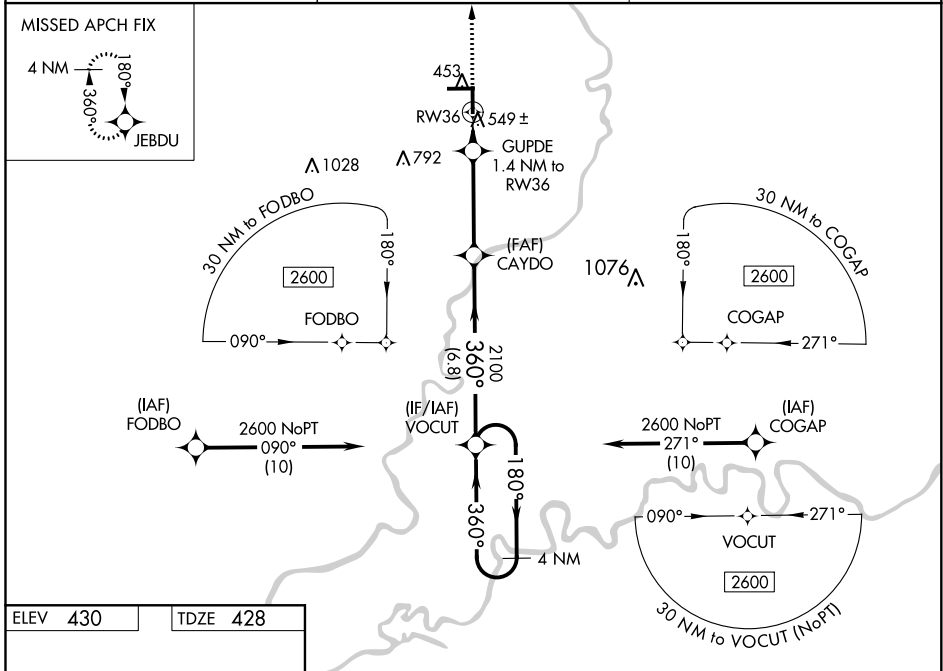 MISSED APCH FIX
4 NM
180°
360°
JEBDU
453
RW36
549 ±
GUPDE
1.4 NM to
RW36
1028
792
30 NM to FODBO
180°
2600
FODBO
090°
(FAF)
CAYDO
1076
30 NM to COGAP
180°
2600
COGAP
271°
2100
360°
(6.8)
(IAF)
FODBO
2600 NoPT
090°
(10)
(IF/IAF)
VOCUT
2600 NoPT
271°
(10)
(IAF)
COGAP
180°
360°
4 NM
090°
271°
VOCUT
2600
30 NM to VOCUT (NoPT)
ELEV 430
TDZE 428